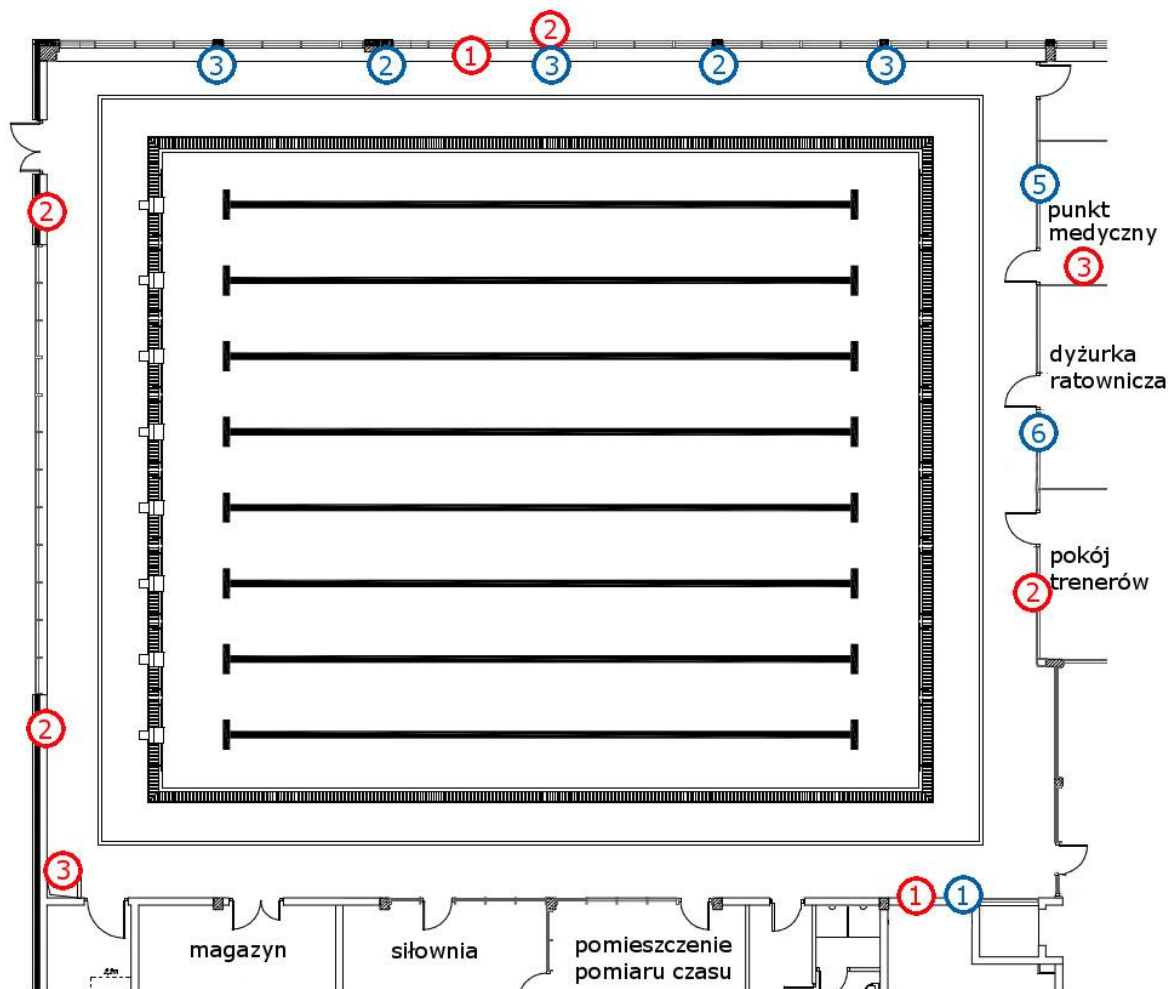 2
1
3
2
3
2
3
5
2
punkt
medyczny
3
dyżurka
ratownicza
6
pokój
trenerów
2
2
3
1
1
magazyn
siłownia
pomieszczenie
pomiaru czasu